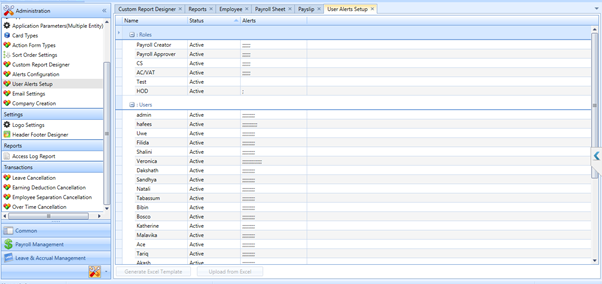 Administration
Application Parameters(Multiple Entity)
Card Types
Action Form Types
Sort Order Settings
Custom Report Designer
Alerts Configuration
User Alerts Setup
Email Settings
Company Creation
Settings
Logo Settings
Header Footer Designer
Reports
Access Log Report
Transactions
Leave Cancellation
Earning Deduction Cancellation
Employee Separation Cancellation
Over Time Cancellation
Common
Payroll Management
Leave & Accrual Management
Custom Report Designer Reports Employee Payroll Sheet Payslip User Alerts Setup
Name Status Alerts
: Roles
Payroll Creator Active
Payroll Approver Active
CS Active
AC/VAT Active
Test Active
HOD Active
: Users
admin Active
hafees Active
Uwe Active
Filida Active
Shalini Active
Veronica Active
Dakshath Active
Sandhya Active
Natali Active
Tabassum Active
Bibin Active
Bosco Active
Katherine Active
Malavika Active
Ace Active
Tariq Active
Akash Active
Generate Excel Template Upload from Excel